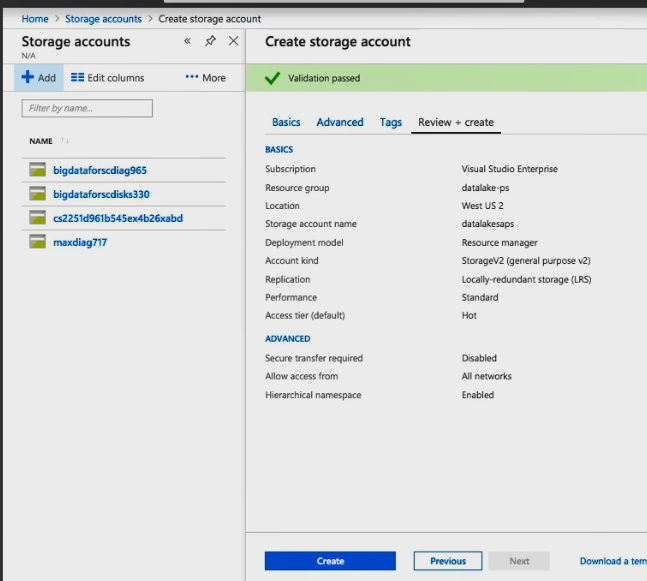 Home > Storage accounts > Create storage account
Storage accounts
N/A
Add Edit columns ••• More
Filter by name...
NAME
bigdataforscdiag965
bigdataforscdisks330
cs2251d961b545ex4b26xabd
maxdiag717
Create storage account
Validation passed
Basics Advanced Tags Review + create
BASICS
Subscription Visual Studio Enterprise
Resource group datalake-ps
Location West US 2
Storage account name datalakesaps
Deployment model Resource manager
Account kind StorageV2 (general purpose v2)
Replication Locally-redundant storage (LRS)
Performance Standard
Access tier (default) Hot
ADVANCED
Secure transfer required Disabled
Allow access from All networks
Hierarchical namespace Enabled
Create Previous Next Download a tem